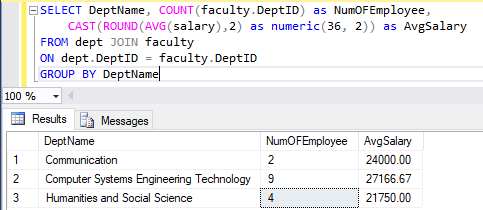 SELECT DeptName, COUNT(faculty.DeptID) as NumOFEmployee,
CAST(ROUND(AVG(salary),2) as numeric(36, 2)) as AvgSalary
FROM dept JOIN faculty
ON dept.DeptID = faculty.DeptID
GROUP BY DeptName
100 %
Results Messages
DeptName NumOFEmployee AvgSalary
1 Communication 2 24000.00
2 Computer Systems Engineering Technology 9 27166.67
3 Humanities and Social Science 4 21750.00